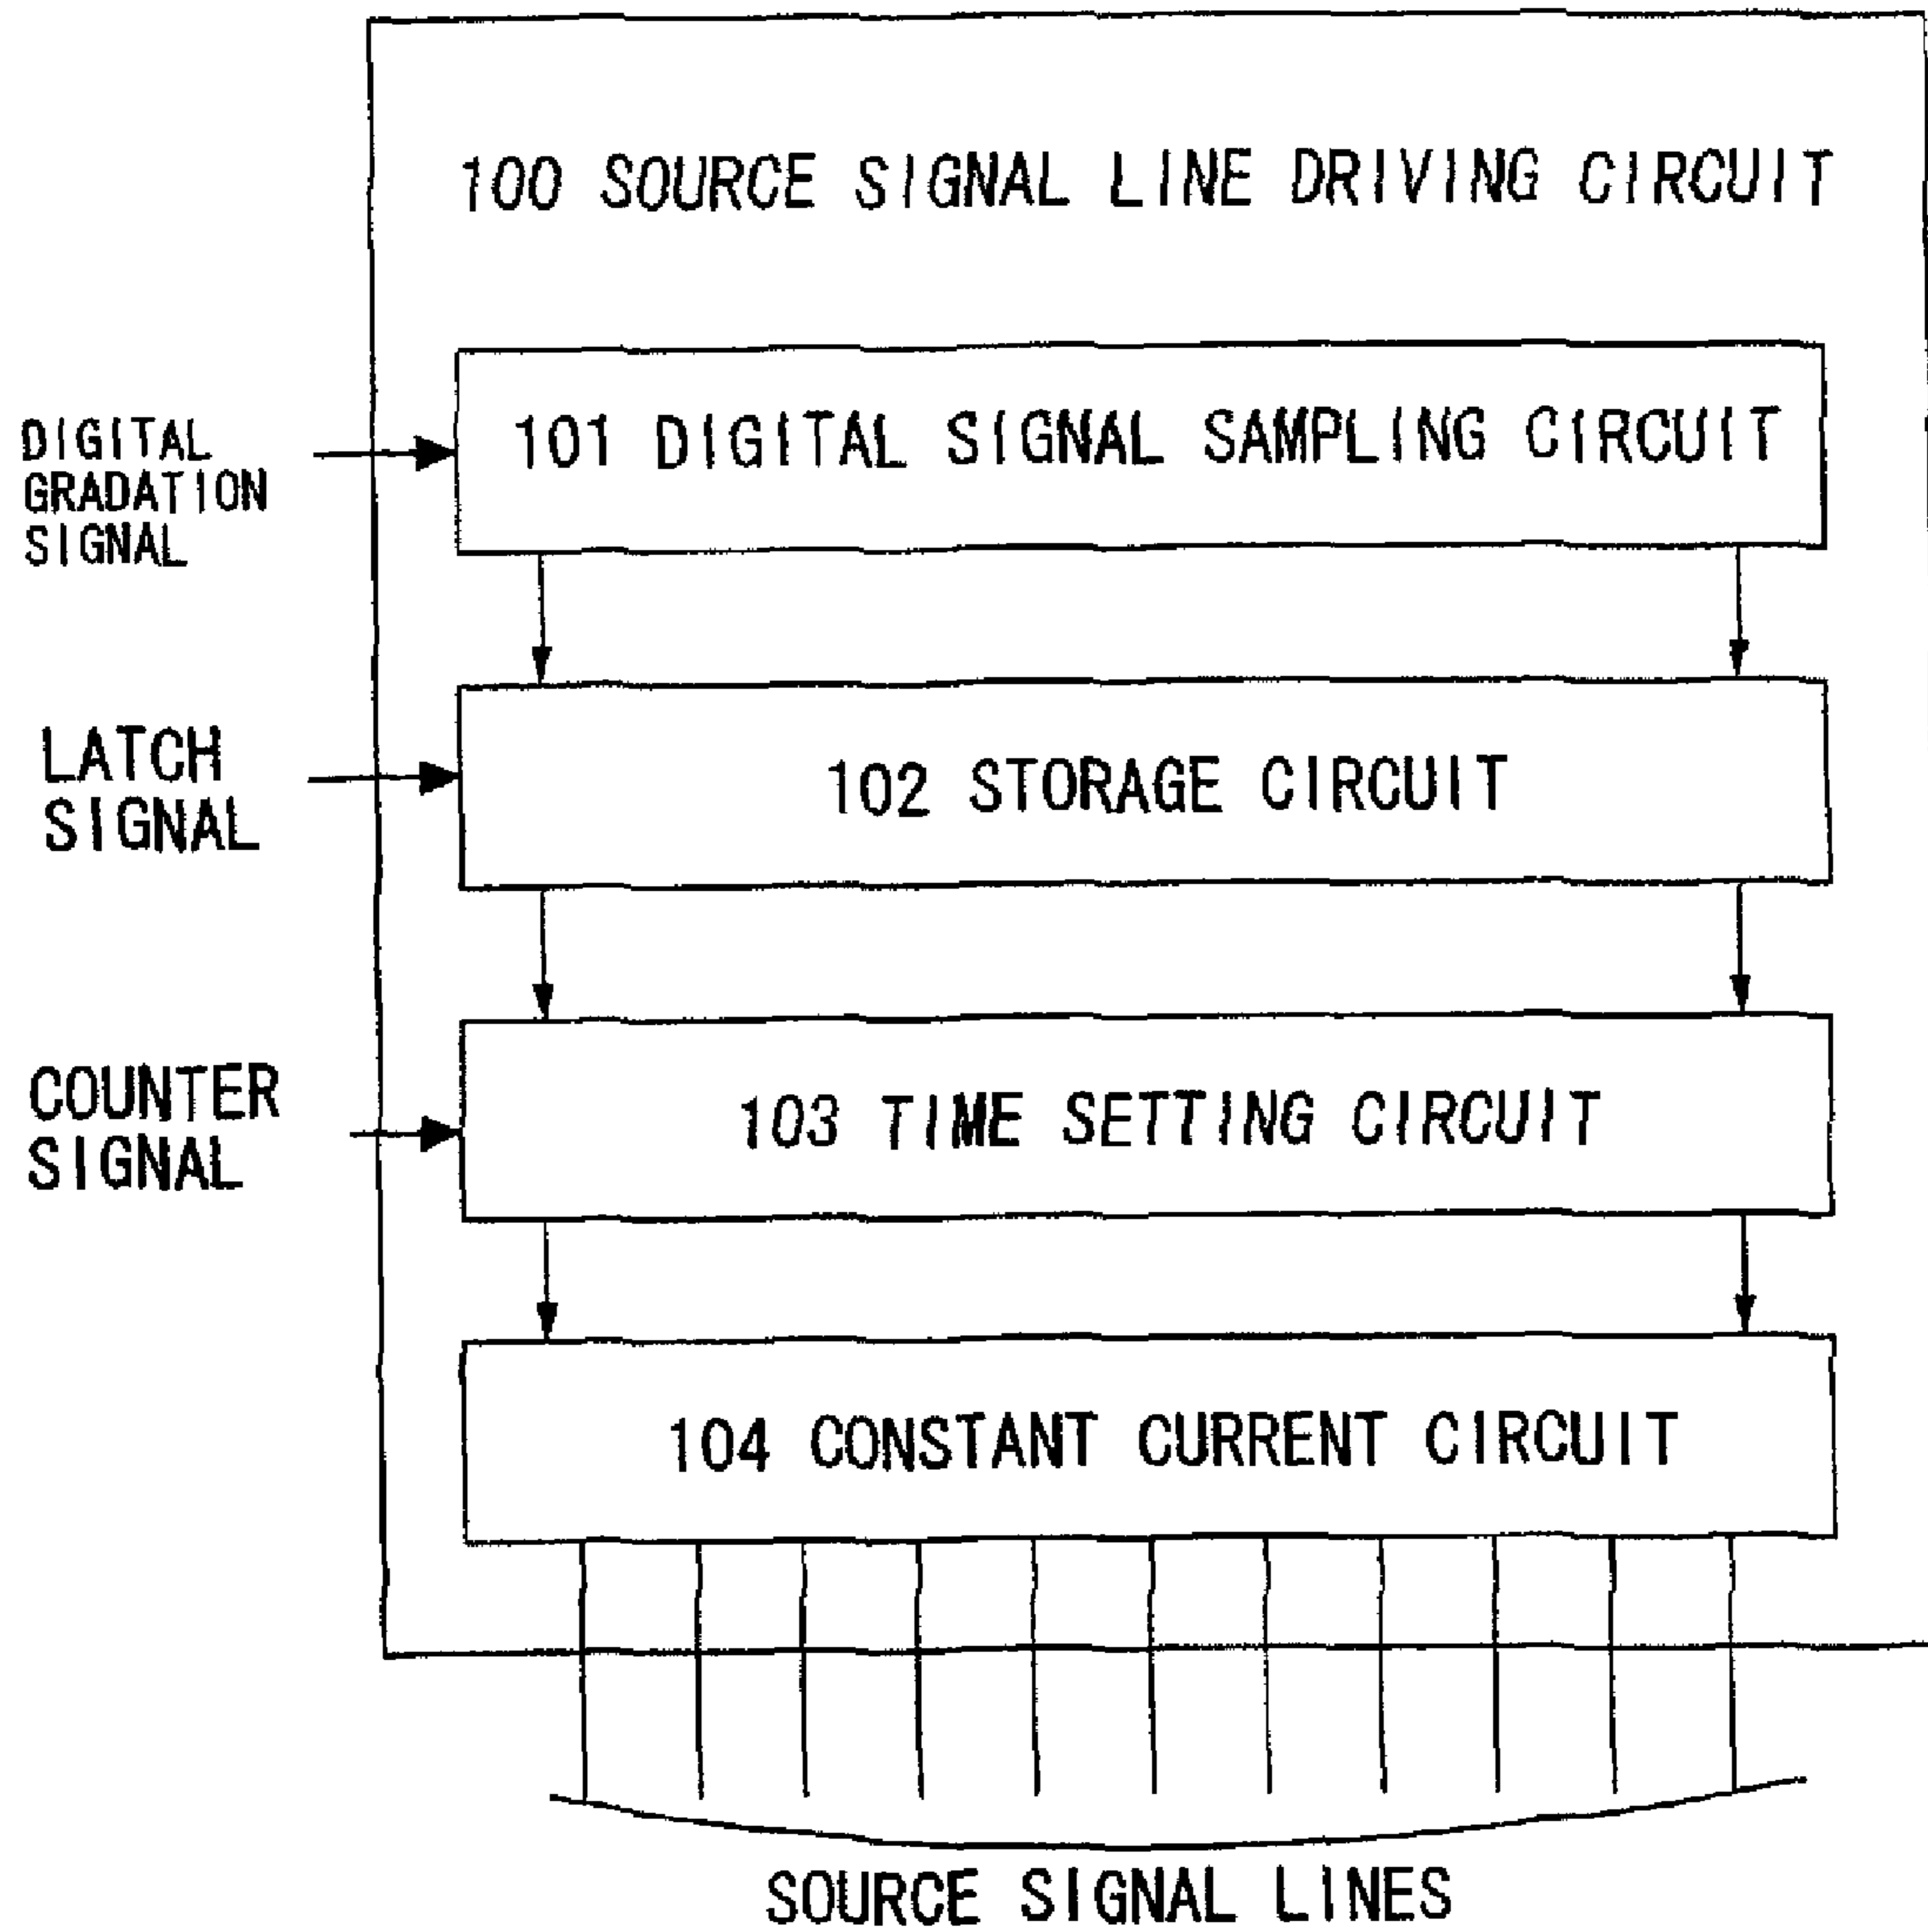 100 SOURCE SIGNAL LINE DRIVING CIRCUIT
DIGITAL
GRADATION
SIGNAL
101 DIGITAL SIGNAL SAMPLING CIRCUIT
LATCH
SIGNAL
102 STORAGE CIRCUIT
COUNTER
SIGNAL
103 TIME SETTING CIRCUIT
104 CONSTANT CURRENT CIRCUIT
SOURCE SIGNAL LINES